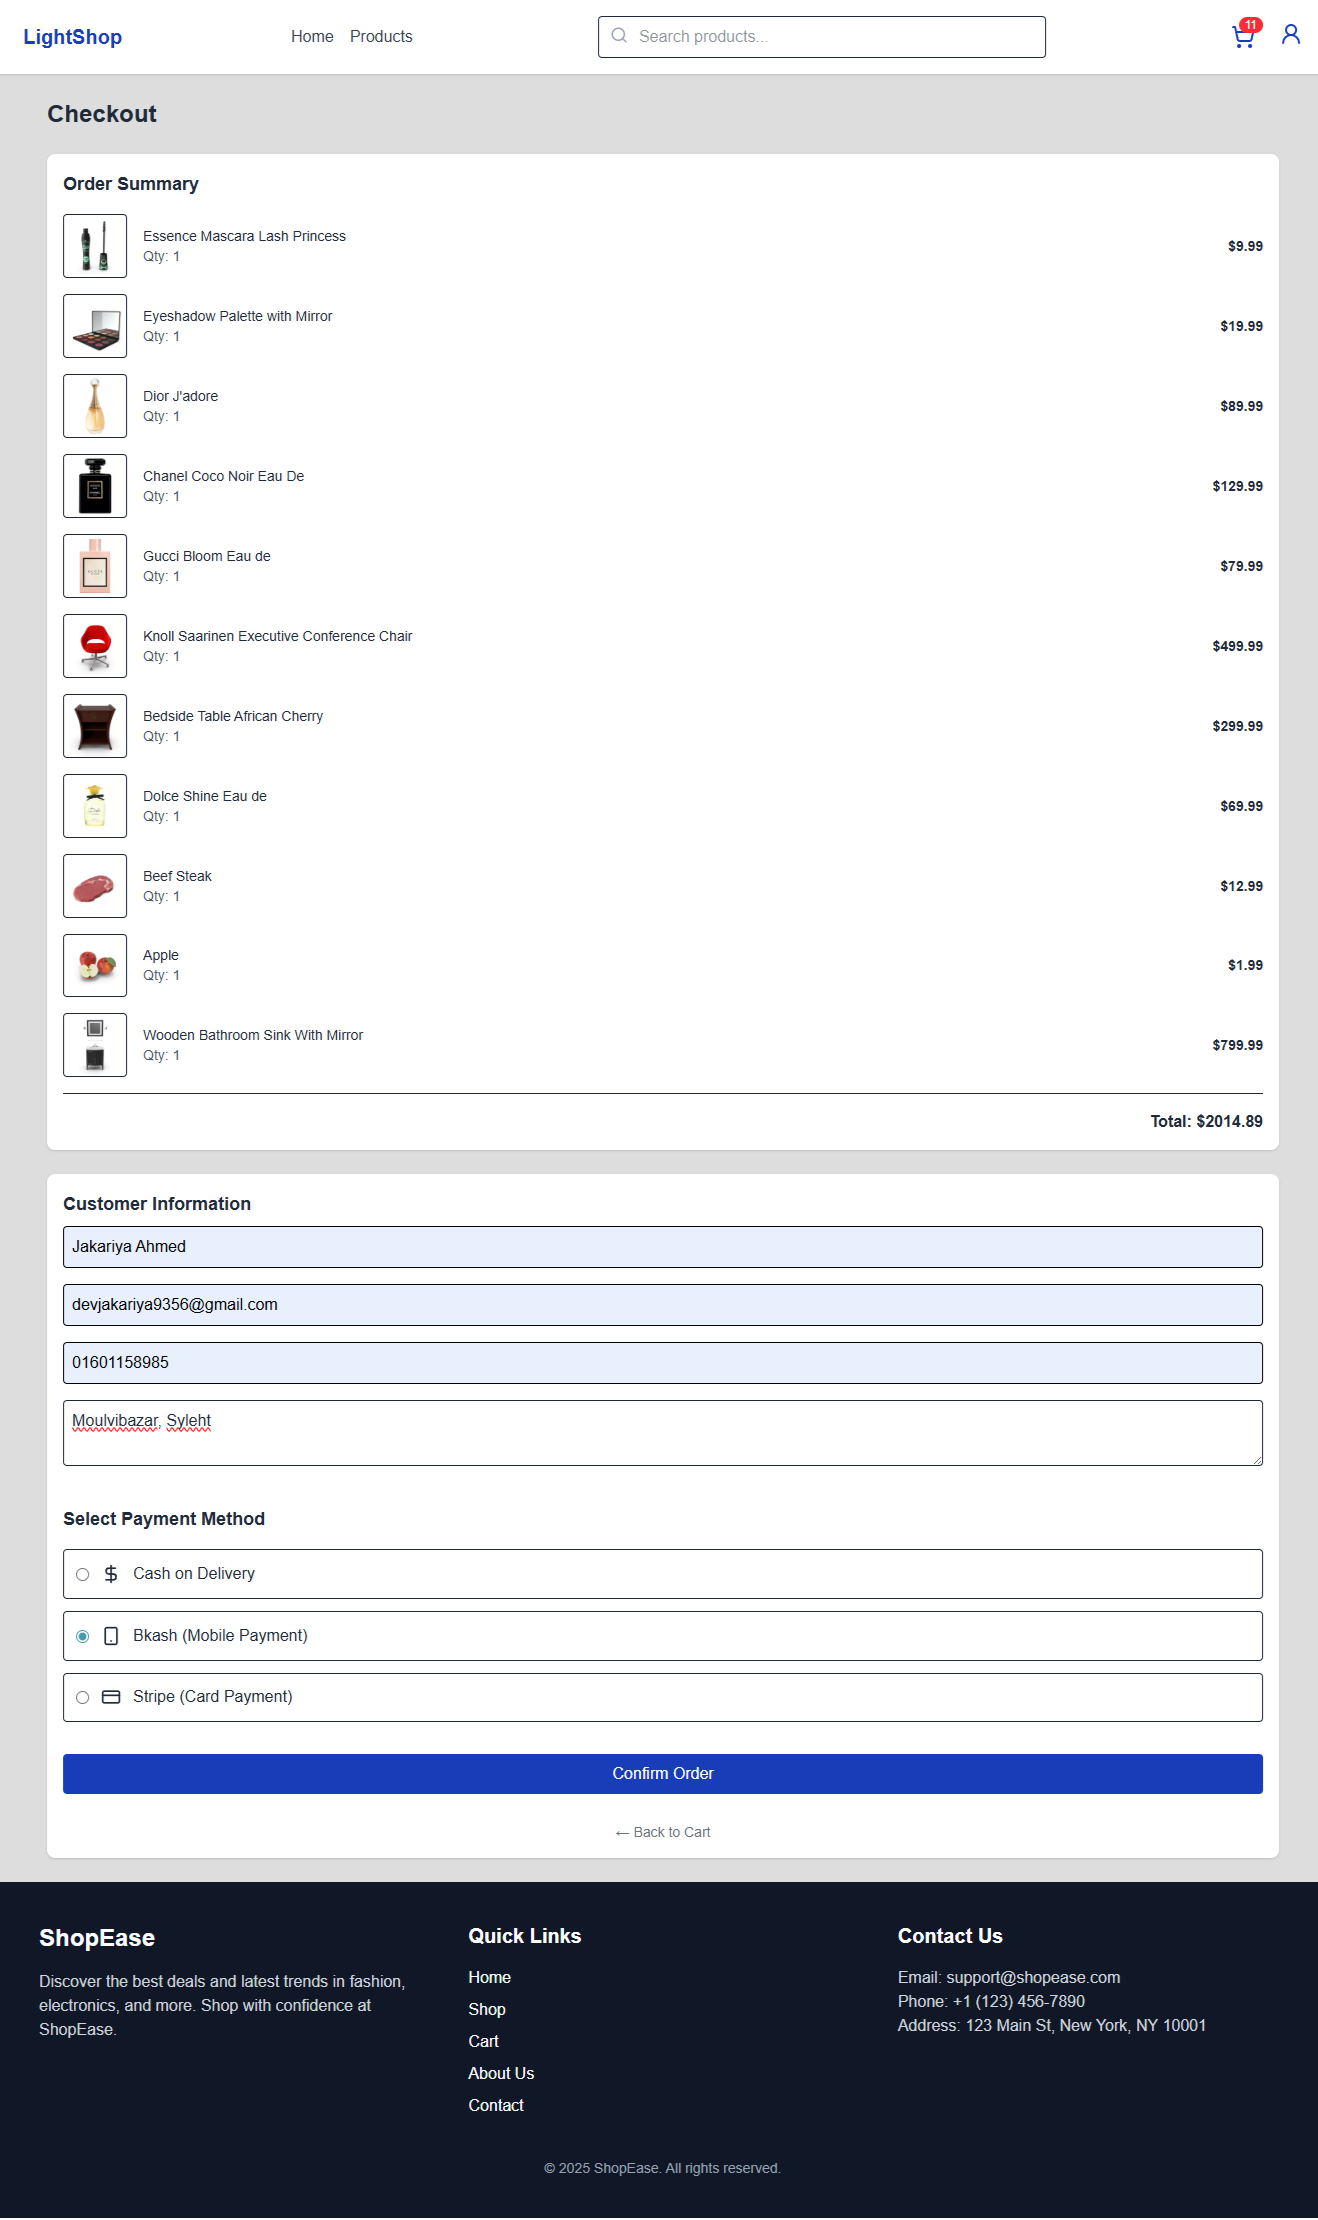 LightShop
Home Products
Search products...
11
Checkout
Order Summary
Essence Mascara Lash Princess
Qty: 1
$9.99
Eyeshadow Palette with Mirror
Qty: 1
$19.99
Dior J'adore
Qty: 1
$89.99
Chanel Coco Noir Eau De
Qty: 1
$129.99
Gucci Bloom Eau de
Qty: 1
$79.99
Knoll Saarinen Executive Conference Chair
Qty: 1
$499.99
Bedside Table African Cherry
Qty: 1
$299.99
Dolce Shine Eau de
Qty: 1
$69.99
Beef Steak
Qty: 1
$12.99
Apple
Qty: 1
$1.99
Wooden Bathroom Sink With Mirror
Qty: 1
$799.99
Total: $2014.89
Customer Information
Jakariya Ahmed
devjakariya9356@gmail.com
01601158985
Moulvibazar, Syleht
Select Payment Method
Cash on Delivery
Bkash (Mobile Payment)
Stripe (Card Payment)
Confirm Order
← Back to Cart
ShopEase
Discover the best deals and latest trends in fashion,
electronics, and more. Shop with confidence at
ShopEase.
Quick Links
Home
Shop
Cart
About Us
Contact
Contact Us
Email: support@shopease.com
Phone: +1 (123) 456-7890
Address: 123 Main St, New York, NY 10001
© 2025 ShopEase. All rights reserved.